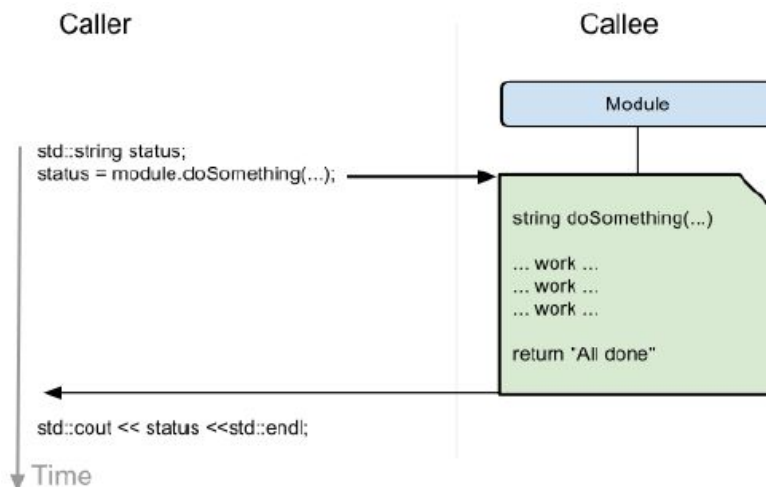 Caller
Callee
Module
std::string status;
status = module.doSomething(...);
string doSomething(...)
... work ...
... work ...
... work ...
return "All done"
std::cout << status <<std::endl;
Time